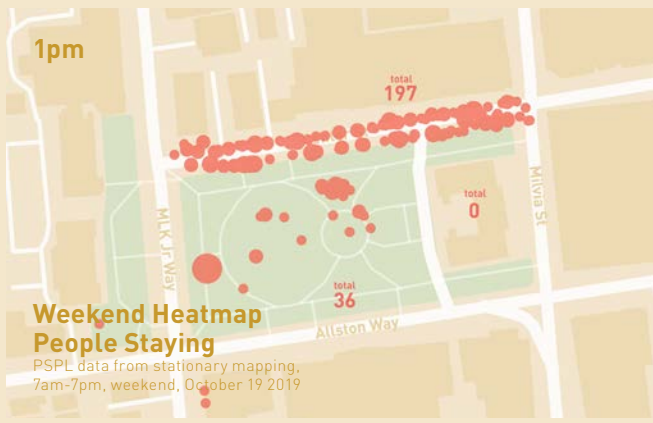 1pm
total
197
total
0
Milvia St
MLK Jr Way
total
36
Allston Way
Weekend Heatmap
People Staying
PSPL data from stationary mapping,
7am-7pm, weekend, October 19 2019